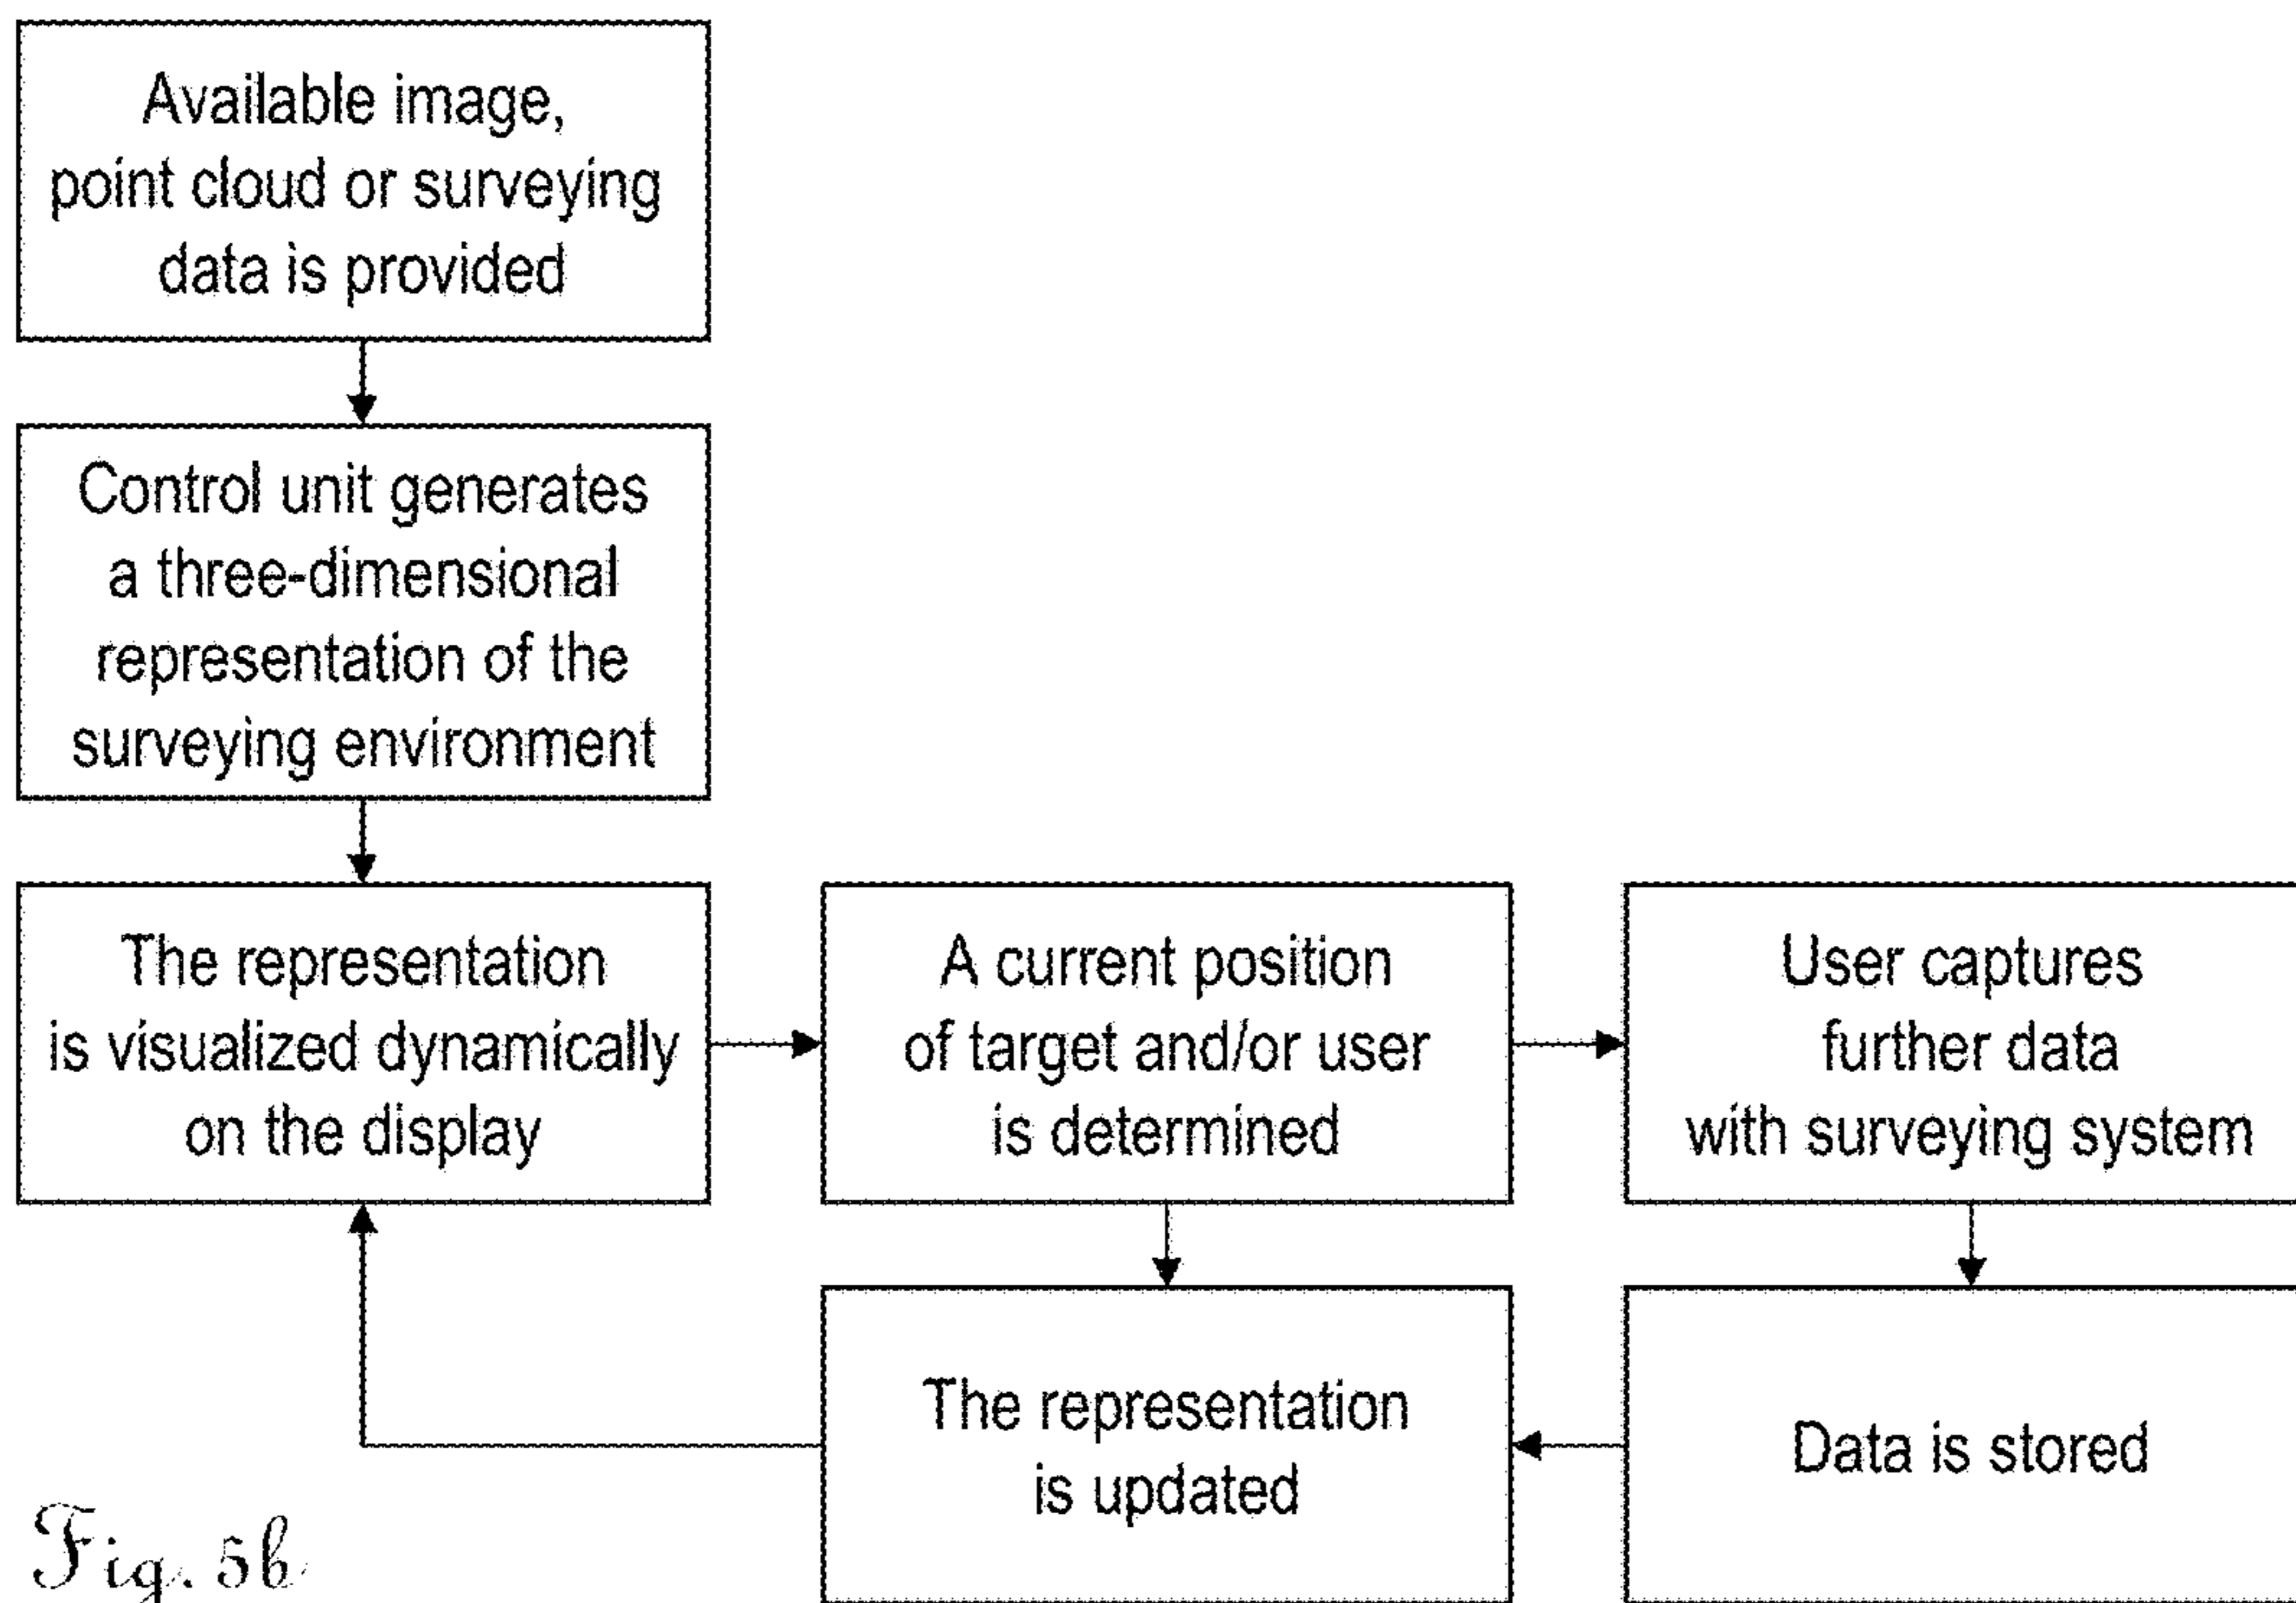 Available image,
point cloud or surveying
data is provided
Control unit generates
a three-dimensional
representation of the
surveying environment
The representation
is visualized dynamically
on the display
A current position
of target and/or user
is determined
User captures
further data
with surveying system
The representation
is updated
Data is stored
Fig. 5b